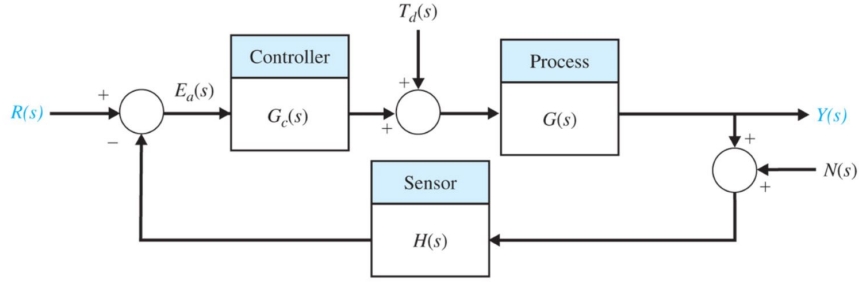 T_d(s)
Controller
Process
+
+
E_a(s)
R(s)
G_c(s)
G(s)
Y(s)
+
−
+
Sensor
N(s)
+
H(s)